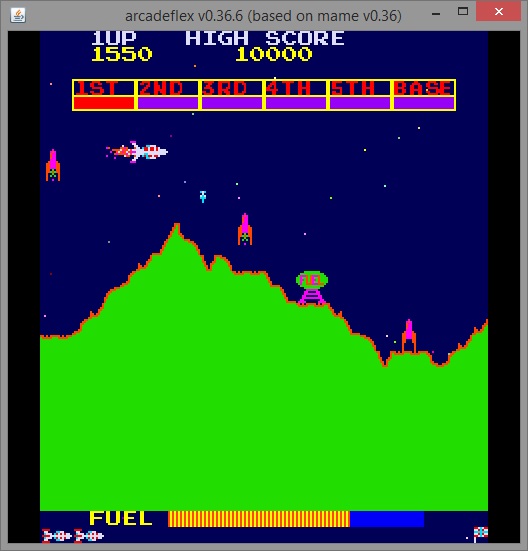 arcadeflex v0.36.6 (based on mame v0.36)
1UP HIGH SCORE
1550 10000
1ST 2ND 3RD 4TH 5TH BASE
FUEL
FUEL